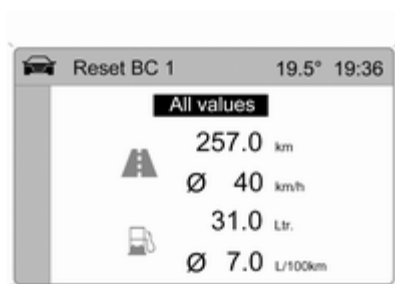 Reset BC 1 19.5° 19:36
All values
257.0 km
Ø 40 km/h
31.0 Ltr.
Ø 7.0 L/100km